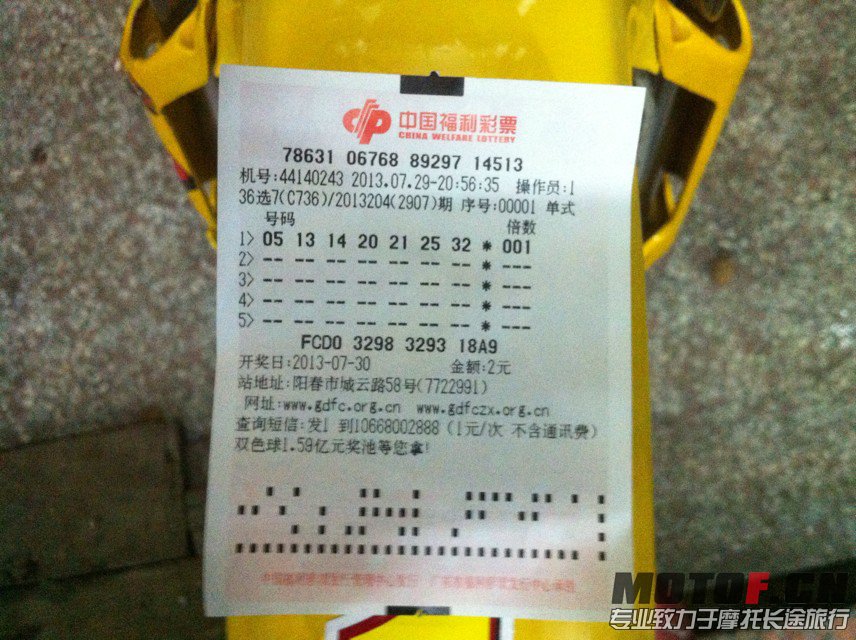 中国福利彩票
CHINA WELFARE LOTTERY
78631 06768 89297 14513
机号:44140243 2013.07.29-20:56:35 操作员:1
36选7(C736)/2013204(2907)期 序号:00001 单式
号码 倍数
1> 05 13 14 20 21 25 32 * 001
2> -- -- -- -- -- -- -- * ---
3> -- -- -- -- -- -- -- * ---
4> -- -- -- -- -- -- -- * ---
5> -- -- -- -- -- -- -- * ---
FCD0 3298 3293 18A9
开奖日:2013-07-30 金额:2元
站地址:阳春市城云路58号(7722991)
网址:www.gdfc.org.cn www.gdfczx.org.cn
查询短信:发1 到10668002888 (1元/次 不含通讯费)
双色球1.59亿元奖池等您拿!
MOTOF.CN
专业致力于摩托长途旅行